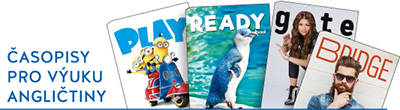 ČASOPISY
PRO VÝUKU
ANGLIČTINY
PLAY
READY
gate
BRIDGE